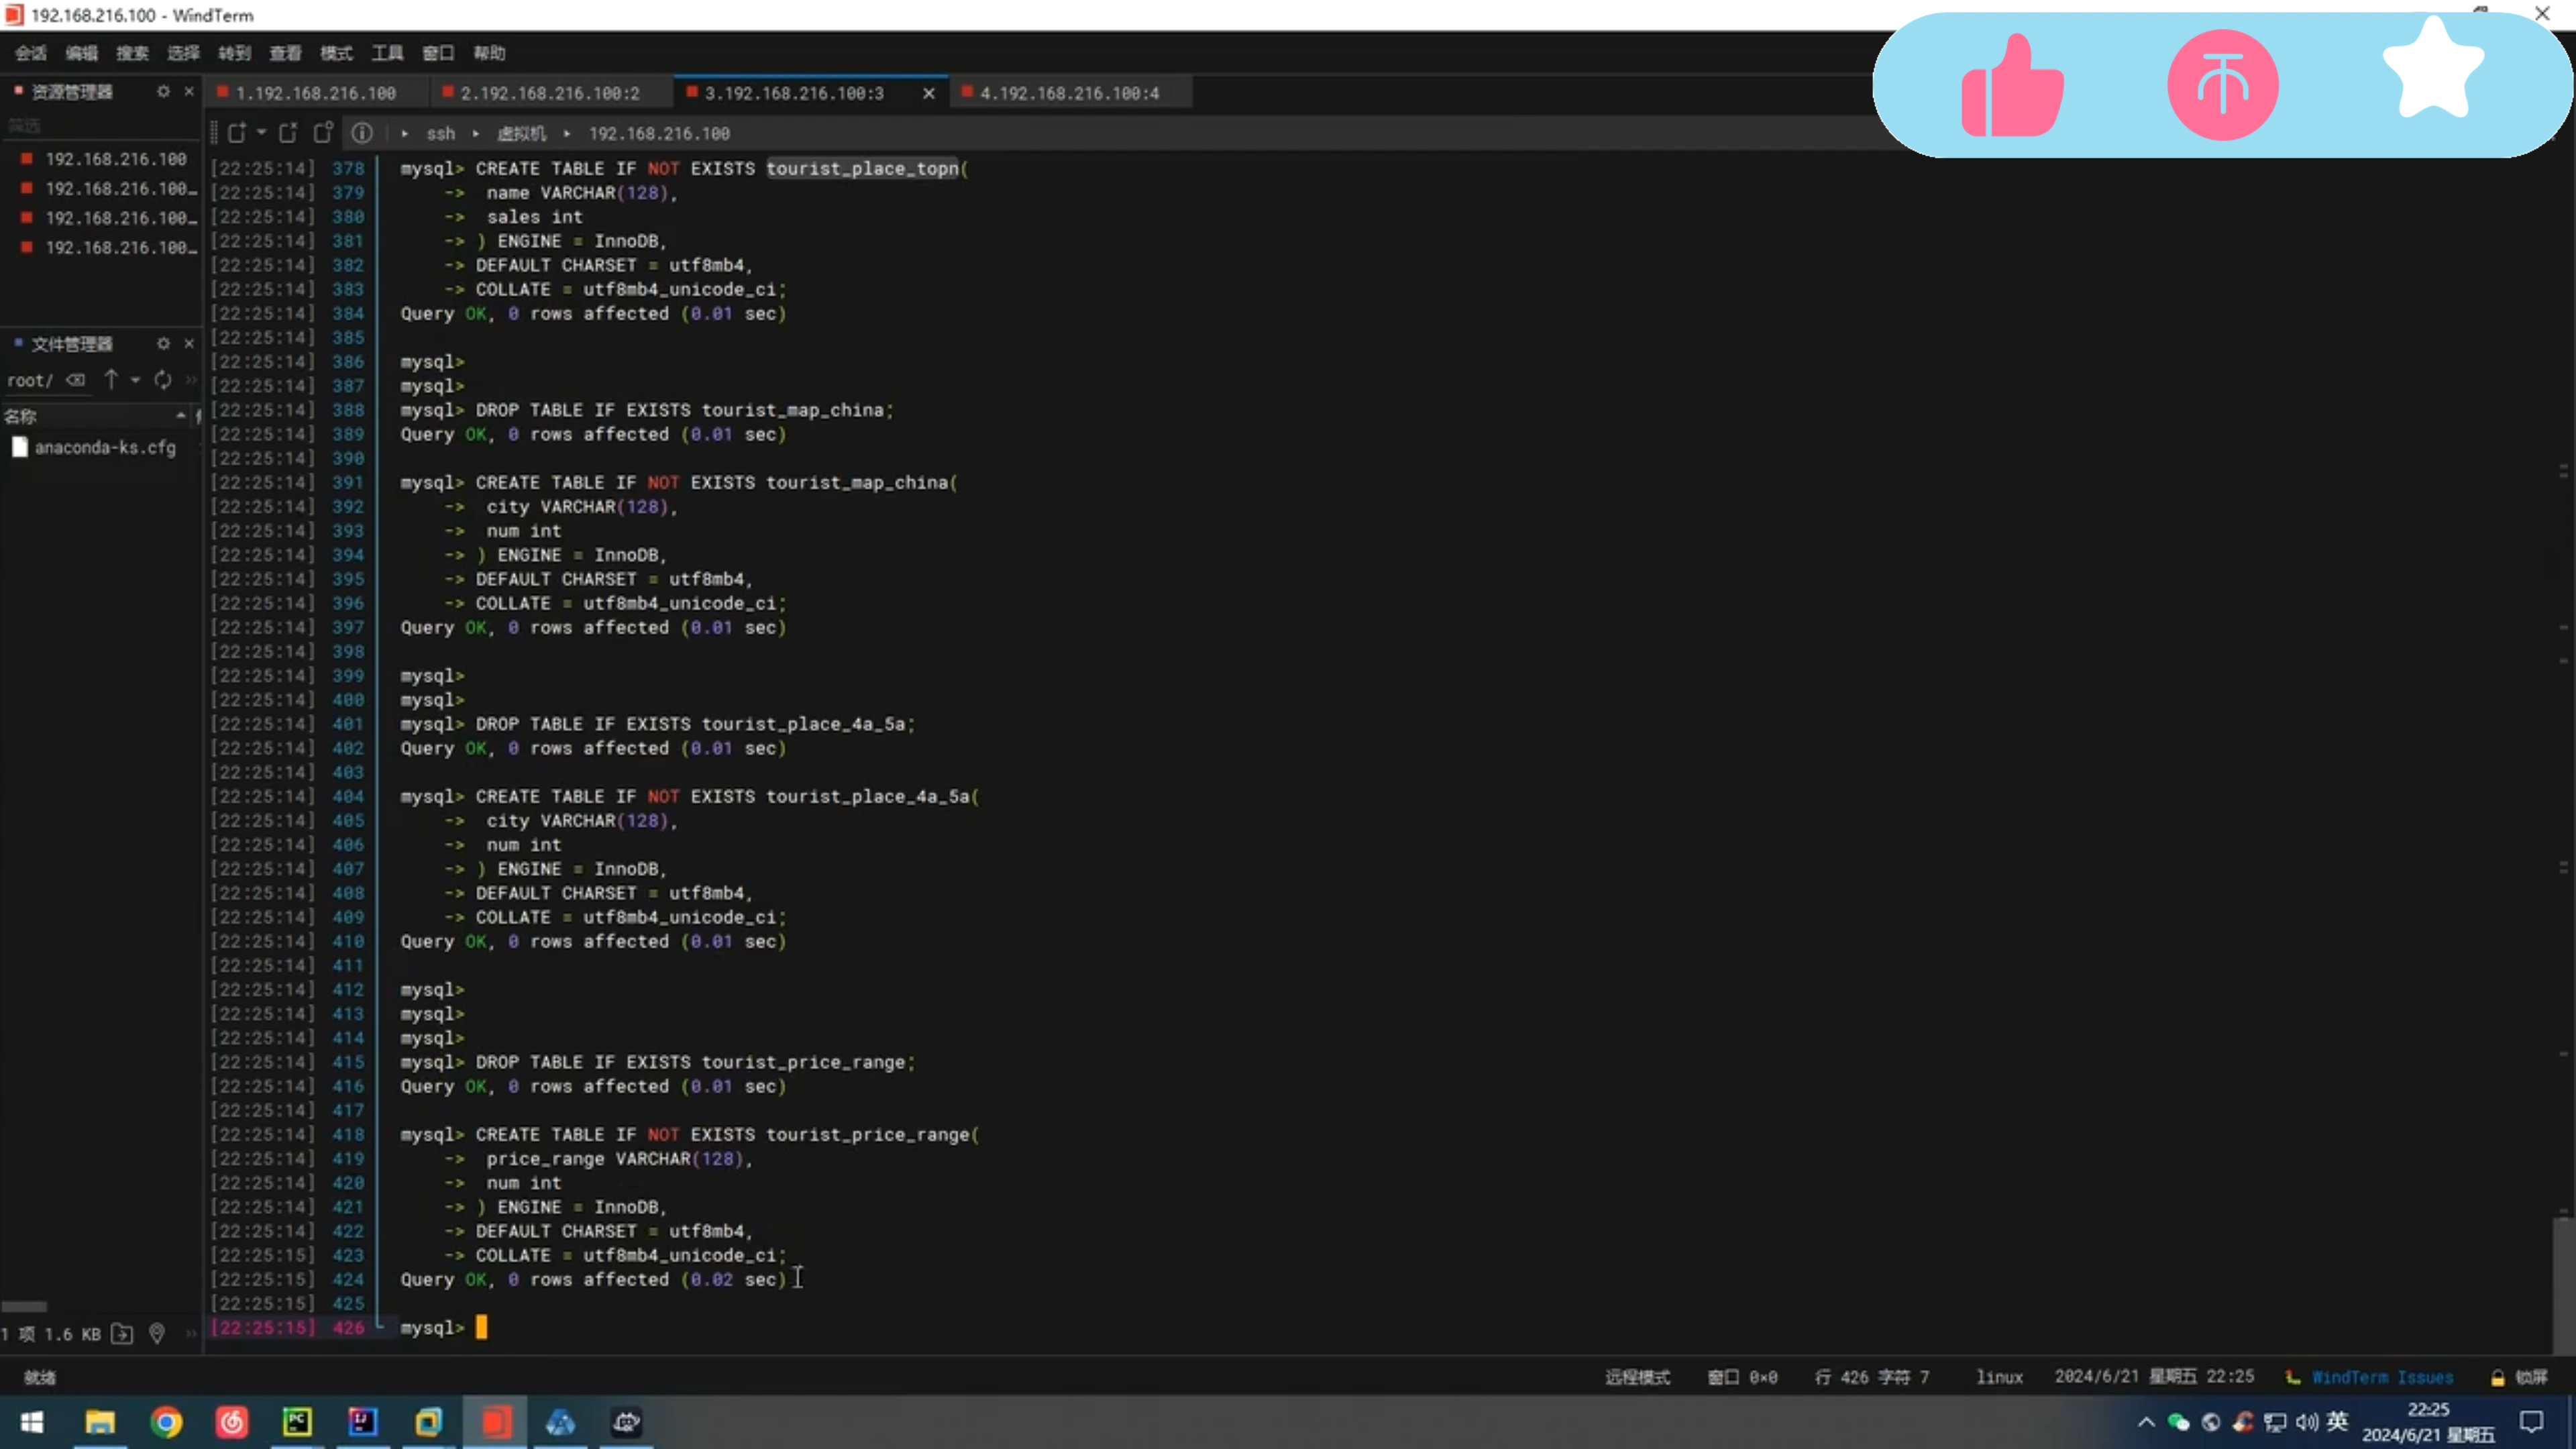 192.168.216.100 - WindTerm
会话 编辑 搜索 选择 转到 查看 模式 工具 窗口 帮助
资源管理器
1.192.168.216.100
2.192.168.216.100:2
3.192.168.216.100:3
4.192.168.216.100:4
筛选
ssh 虚拟机 192.168.216.100
192.168.216.100
192.168.216.100…
192.168.216.100…
192.168.216.100…
文件管理器
root/
名称
anaconda-ks.cfg
1 项 1.6 KB
[22:25:14] 378 mysql> CREATE TABLE IF NOT EXISTS tourist_place_topn(
[22:25:14] 379 -> name VARCHAR(128),
[22:25:14] 380 -> sales int
[22:25:14] 381 -> ) ENGINE = InnoDB,
[22:25:14] 382 -> DEFAULT CHARSET = utf8mb4,
[22:25:14] 383 -> COLLATE = utf8mb4_unicode_ci;
[22:25:14] 384 Query OK, 0 rows affected (0.01 sec)
[22:25:14] 385
[22:25:14] 386 mysql>
[22:25:14] 387 mysql>
[22:25:14] 388 mysql> DROP TABLE IF EXISTS tourist_map_china;
[22:25:14] 389 Query OK, 0 rows affected (0.01 sec)
[22:25:14] 390
[22:25:14] 391 mysql> CREATE TABLE IF NOT EXISTS tourist_map_china(
[22:25:14] 392 -> city VARCHAR(128),
[22:25:14] 393 -> num int
[22:25:14] 394 -> ) ENGINE = InnoDB,
[22:25:14] 395 -> DEFAULT CHARSET = utf8mb4,
[22:25:14] 396 -> COLLATE = utf8mb4_unicode_ci;
[22:25:14] 397 Query OK, 0 rows affected (0.01 sec)
[22:25:14] 398
[22:25:14] 399 mysql>
[22:25:14] 400 mysql>
[22:25:14] 401 mysql> DROP TABLE IF EXISTS tourist_place_4a_5a;
[22:25:14] 402 Query OK, 0 rows affected (0.01 sec)
[22:25:14] 403
[22:25:14] 404 mysql> CREATE TABLE IF NOT EXISTS tourist_place_4a_5a(
[22:25:14] 405 -> city VARCHAR(128),
[22:25:14] 406 -> num int
[22:25:14] 407 -> ) ENGINE = InnoDB,
[22:25:14] 408 -> DEFAULT CHARSET = utf8mb4,
[22:25:14] 409 -> COLLATE = utf8mb4_unicode_ci;
[22:25:14] 410 Query OK, 0 rows affected (0.01 sec)
[22:25:14] 411
[22:25:14] 412 mysql>
[22:25:14] 413 mysql>
[22:25:14] 414 mysql>
[22:25:14] 415 mysql> DROP TABLE IF EXISTS tourist_price_range;
[22:25:14] 416 Query OK, 0 rows affected (0.01 sec)
[22:25:14] 417
[22:25:14] 418 mysql> CREATE TABLE IF NOT EXISTS tourist_price_range(
[22:25:14] 419 -> price_range VARCHAR(128),
[22:25:14] 420 -> num int
[22:25:14] 421 -> ) ENGINE = InnoDB,
[22:25:14] 422 -> DEFAULT CHARSET = utf8mb4,
[22:25:15] 423 -> COLLATE = utf8mb4_unicode_ci;
[22:25:15] 424 Query OK, 0 rows affected (0.02 sec)
[22:25:15] 425
[22:25:15] 426 mysql>
就绪 远程模式 窗口 0×0 行 426 字符 7 linux 2024/6/21 星期五 22:25 WindTerm Issues 锁屏
英
22:25
2024/6/21 星期五